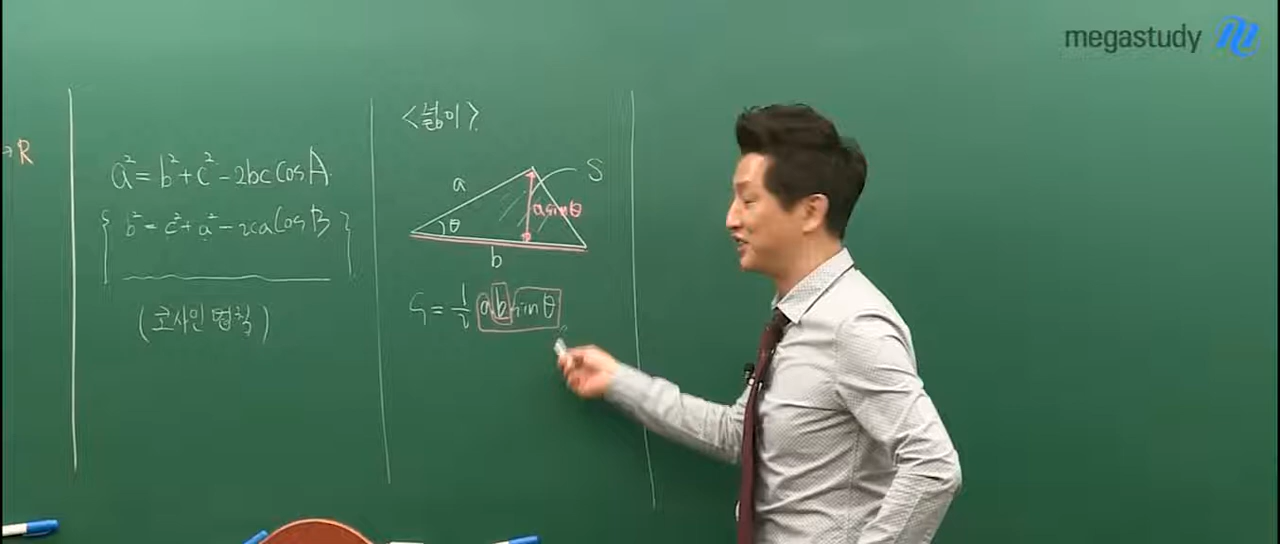 megastudy
→R
a² = b² + c² - 2bc cos A
b² = c² + a² - 2ca cos B
(코사인 법칙)
<넓이>
a
S
θ
a sin θ
b
S = 1/2 ab sin θ